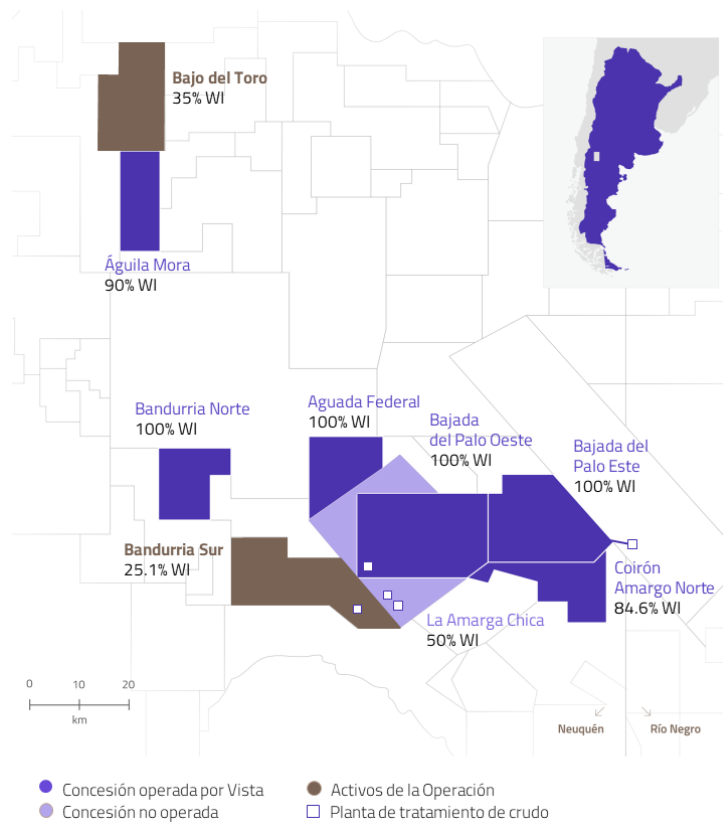 Bajo del Toro
35% WI
Águila Mora
90% WI
Bandurria Norte
100% WI
Aguada Federal
100% WI
Bajada
del Palo Oeste
100% WI
Bajada del
Palo Este
100% WI
Bandurria Sur
25.1% WI
Coirón
Amargo Norte
84.6% WI
La Amarga Chica
50% WI
0 10 20
km
Neuquén
Río Negro
Concesión operada por Vista
Activos de la Operación
Concesión no operada
Planta de tratamiento de crudo